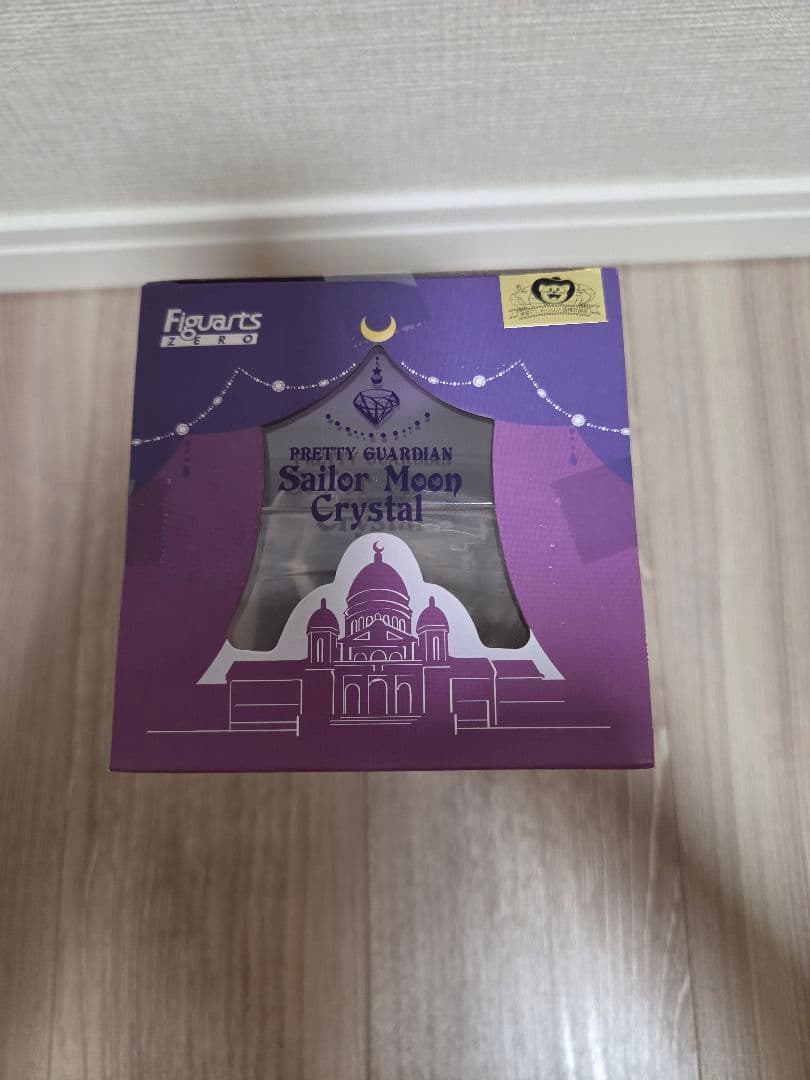 Figuarts
ZERO
PRETTY GUARDIAN
Sailor Moon
Crystal